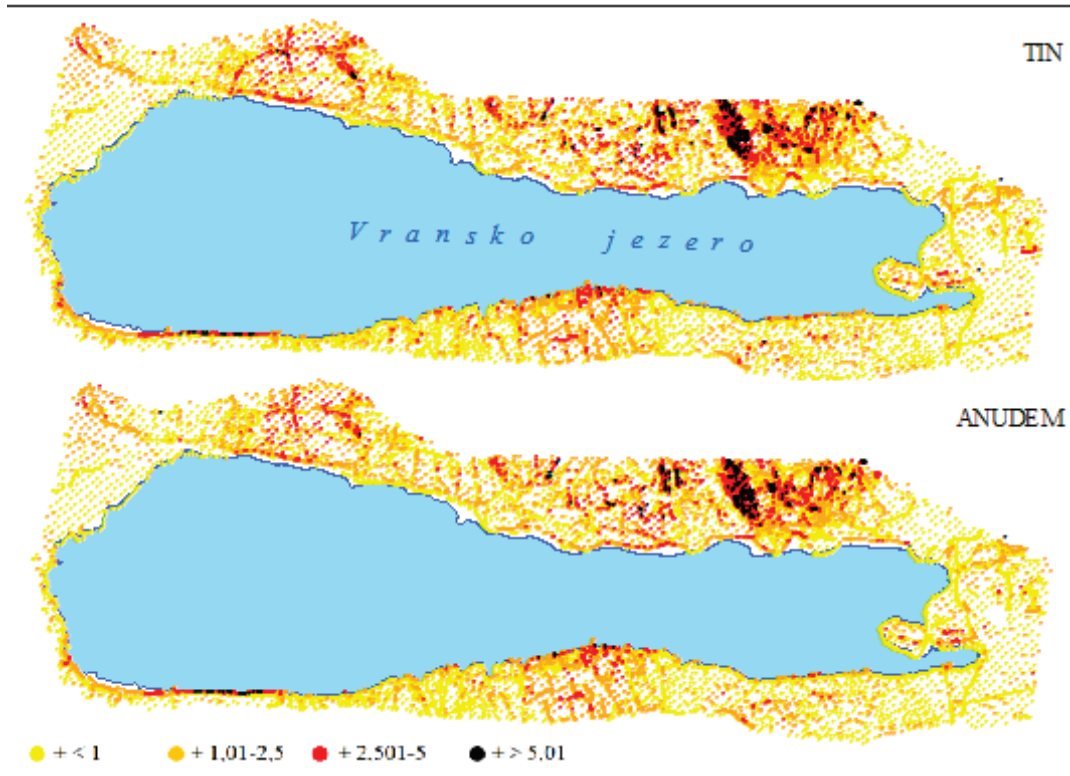 TIN
Vransko jezero
ANUDEM
+ < 1 + 1,01-2,5 + 2,501-5 + > 5,01